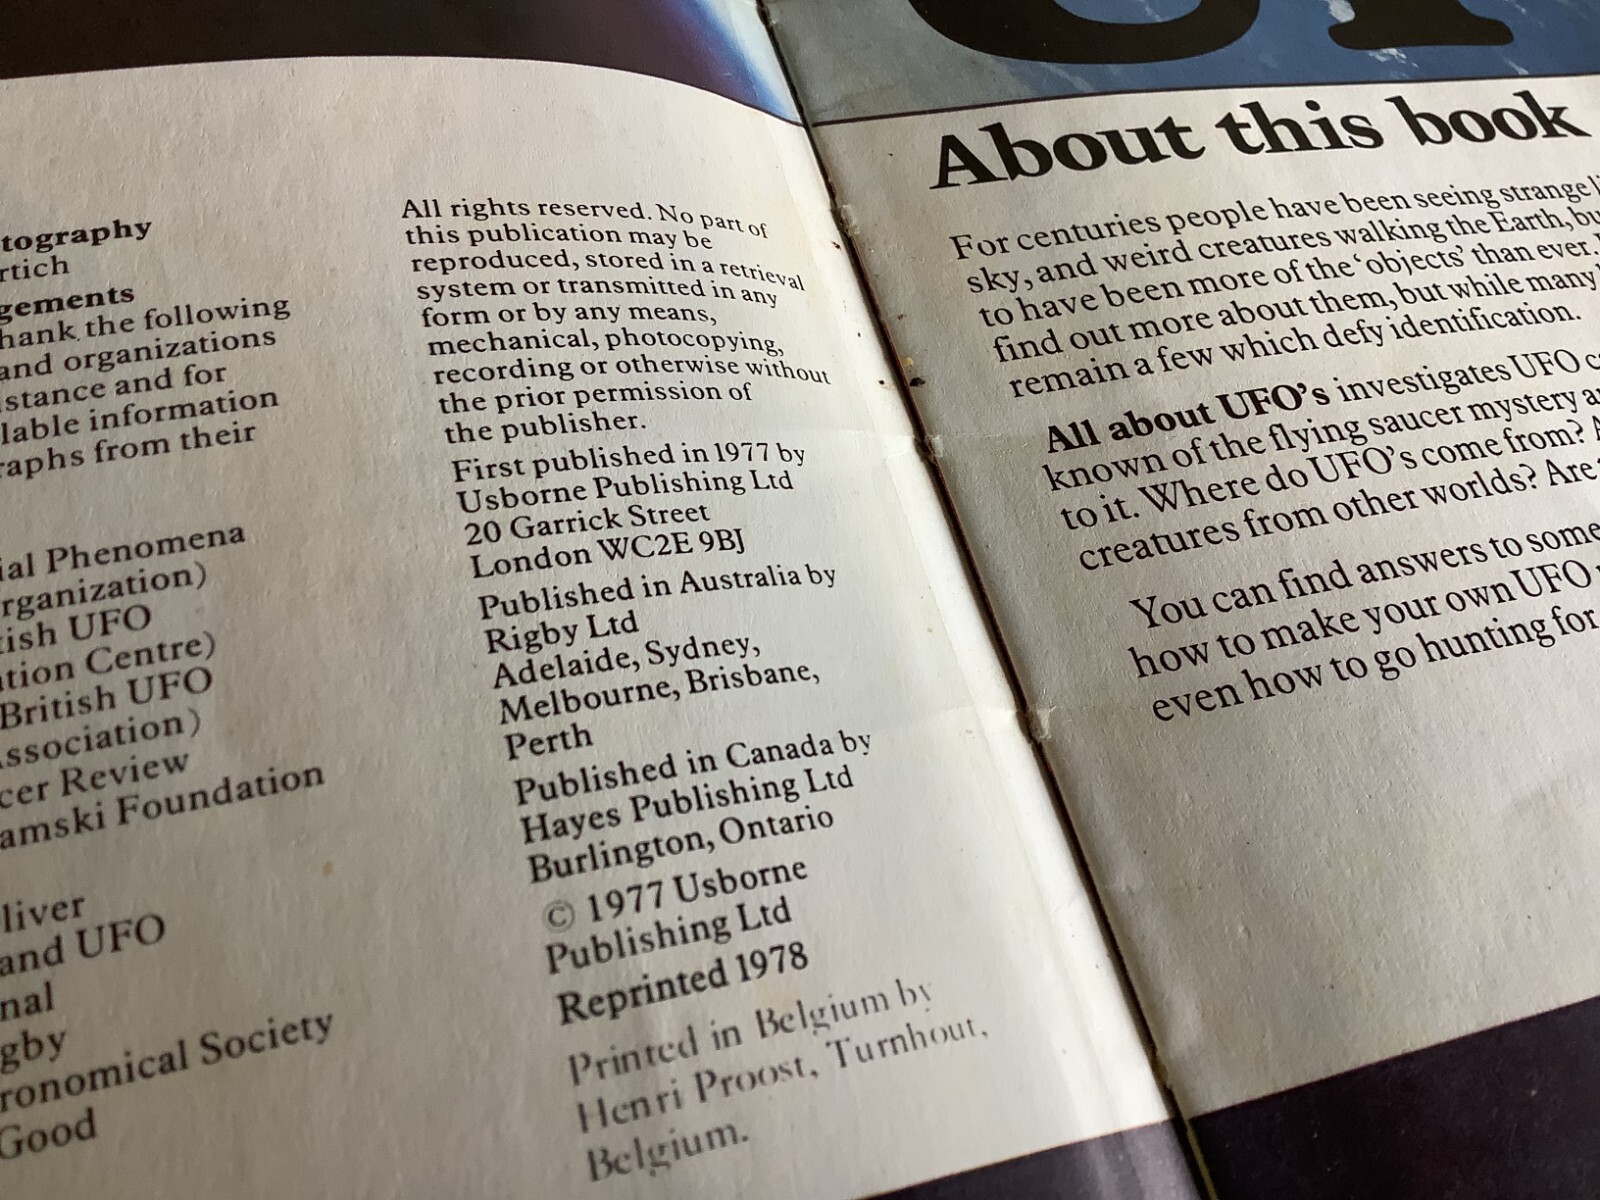 tography
rtich
gements
hank the following
and organizations
stance and for
lable information
raphs from their
ial Phenomena
rganization)
tish UFO
ation Centre)
British UFO
Association)
cer Review
amski Foundation
liver
and UFO
nal
gby
ronomical Society
Good
All rights reserved. No part of
this publication may be
reproduced, stored in a retrieval
system or transmitted in any
form or by any means,
mechanical, photocopying,
recording or otherwise without
the prior permission of
the publisher.
First published in 1977 by
Usborne Publishing Ltd
20 Garrick Street
London WC2E 9BJ
Published in Australia by
Rigby Ltd
Adelaide, Sydney,
Melbourne, Brisbane,
Perth
Published in Canada by
Hayes Publishing Ltd
Burlington, Ontario
© 1977 Usborne
Publishing Ltd
Reprinted 1978
Printed in Belgium by
Henri Proost, Turnhout,
Belgium.
About this book
For centuries people have been seeing strange li
sky, and weird creatures walking the Earth, bu
to have been more of the 'objects' than ever.
find out more about them, but while many
remain a few which defy identification.
All about UFO's investigates UFO ca
known of the flying saucer mystery a
to it. Where do UFO's come from? A
creatures from other worlds? Are
You can find answers to some
how to make your own UFO
even how to go hunting for